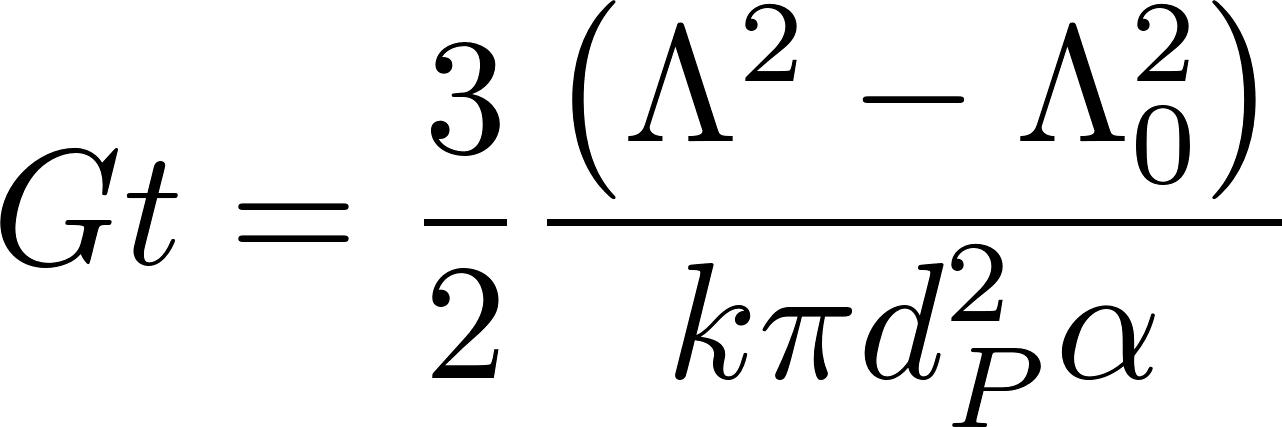 $Gt = \frac{3}{2} \frac{\left(\Lambda^2 - \Lambda_0^2\right)}{k \pi d_P^2 \alpha}$